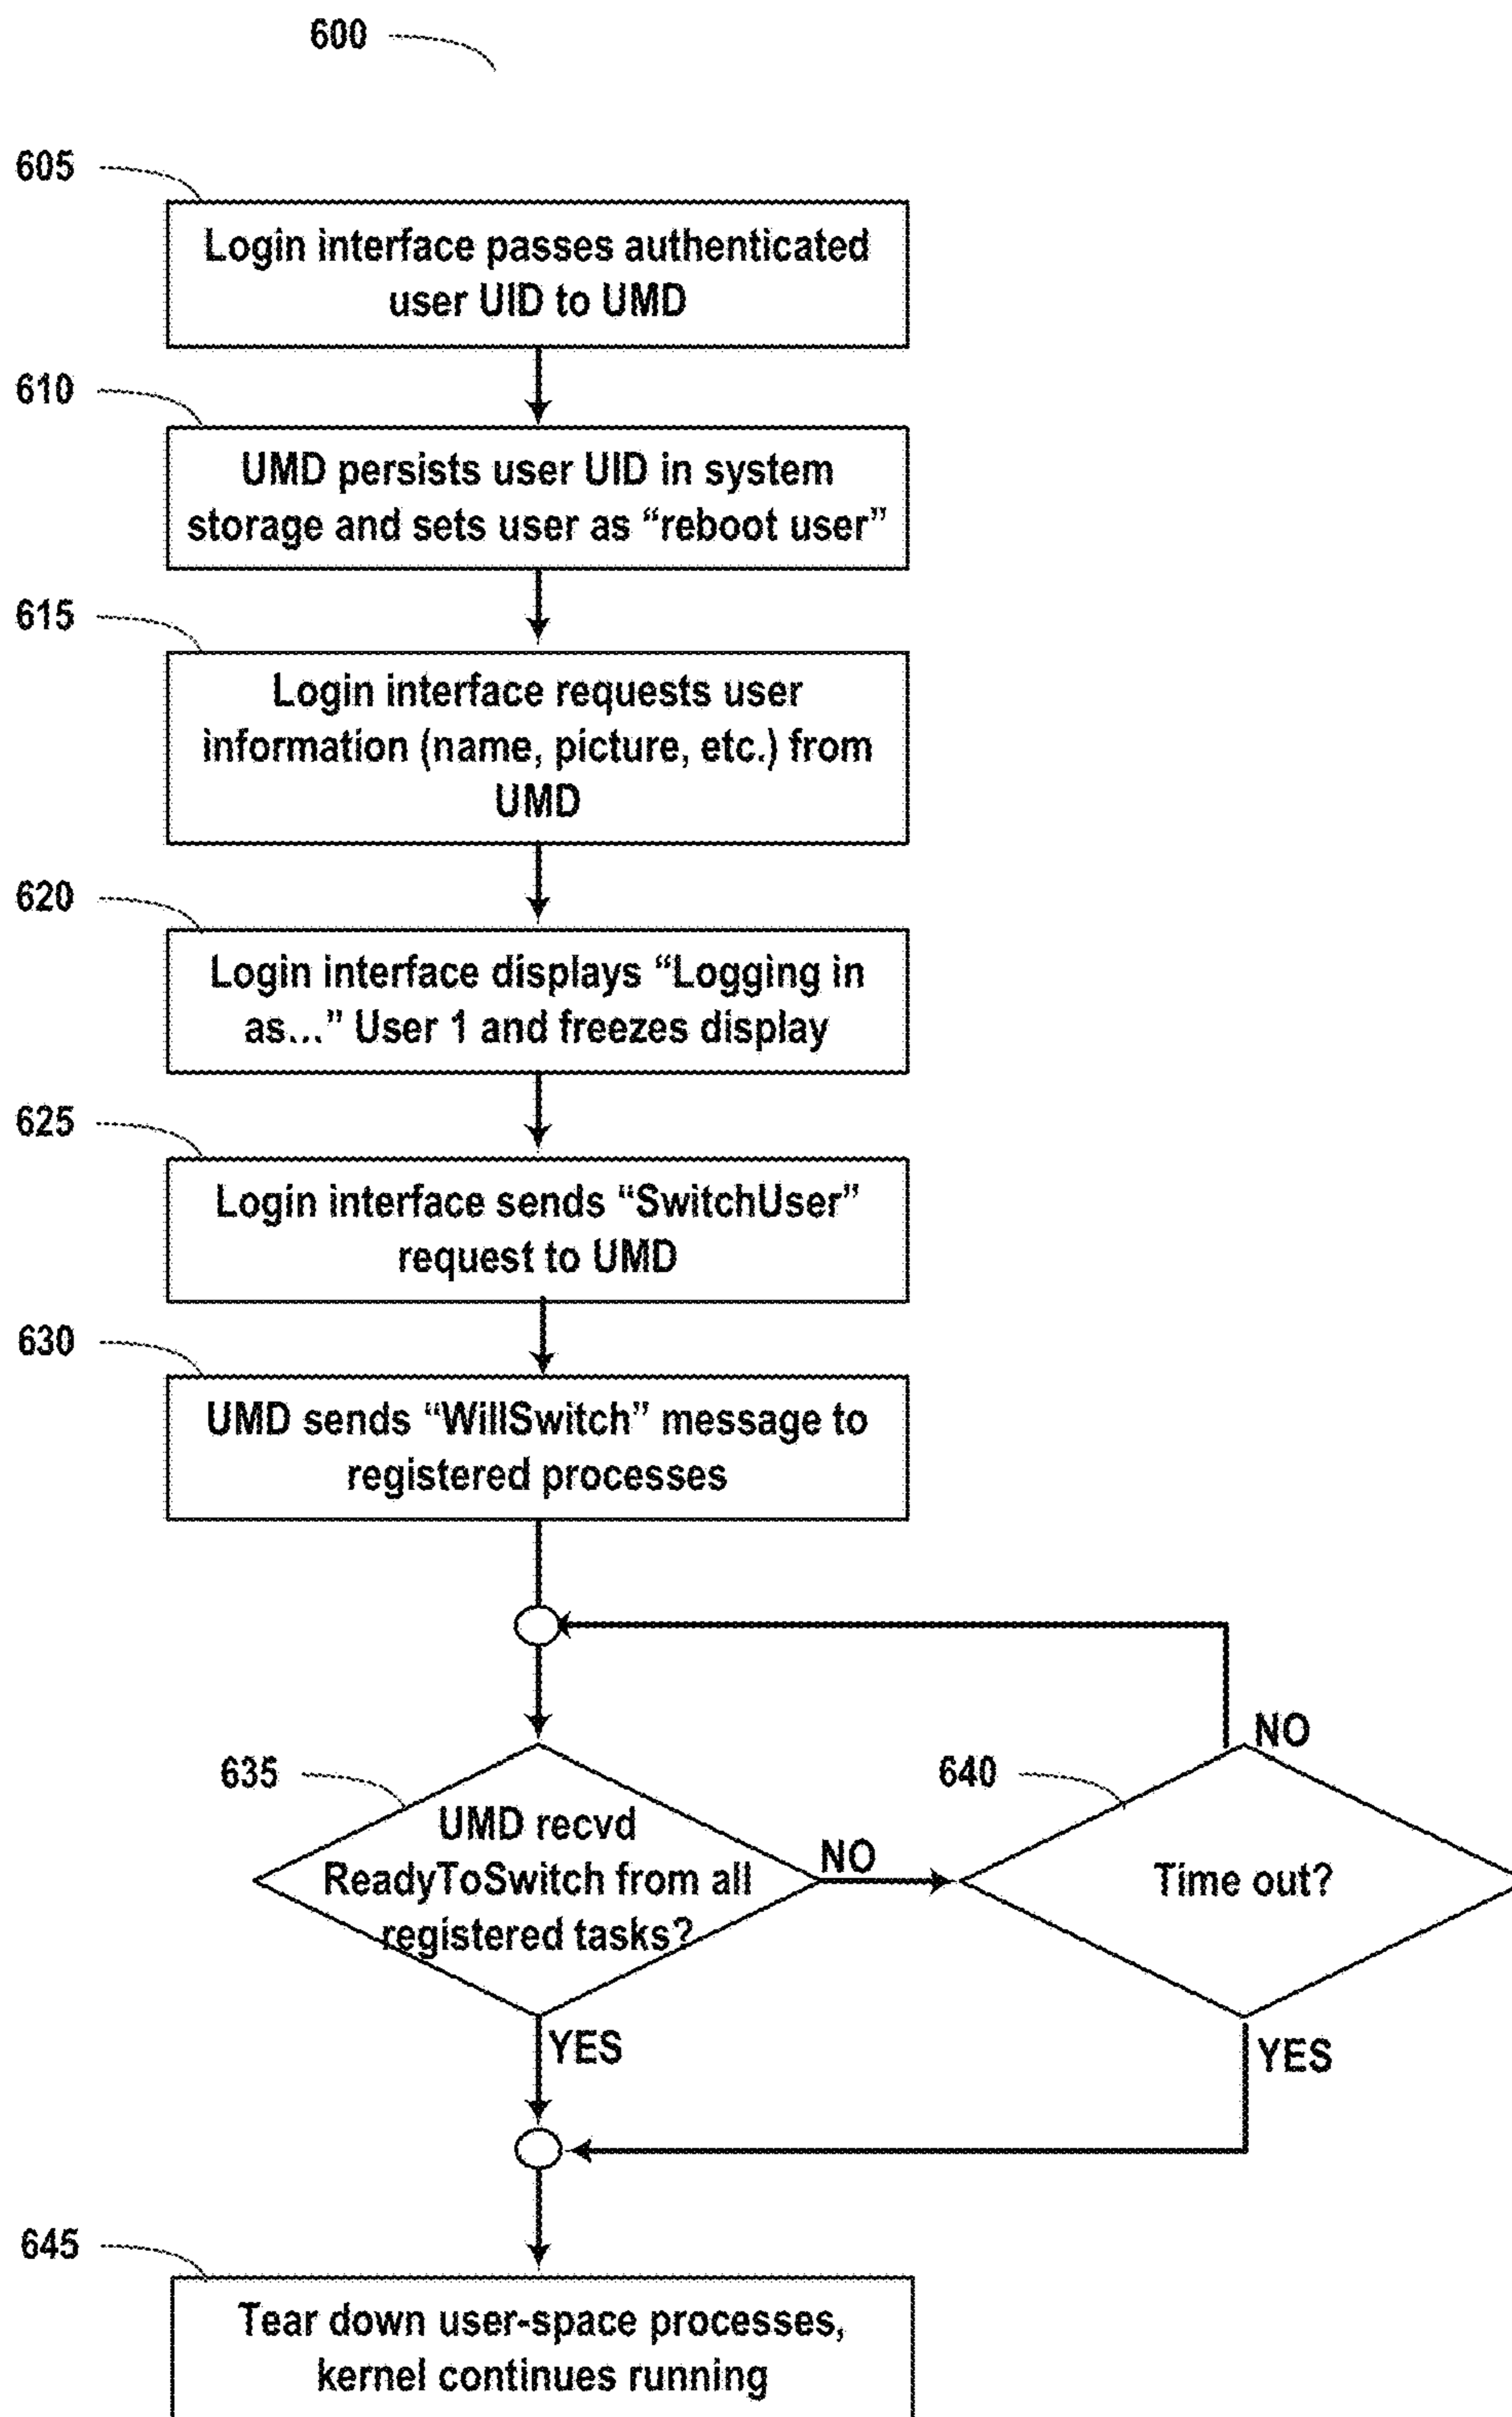 600
605
Login interface passes authenticated
user UID to UMD
610
UMD persists user UID in system
storage and sets user as “reboot user”
615
Login interface requests user
information (name, picture, etc.) from
UMD
620
Login interface displays “Logging in
as...” User 1 and freezes display
625
Login interface sends “SwitchUser”
request to UMD
630
UMD sends “WillSwitch” message to
registered processes
635
UMD recvd
ReadyToSwitch from all
registered tasks?
NO
YES
640
Time out?
NO
YES
645
Tear down user-space processes,
kernel continues running